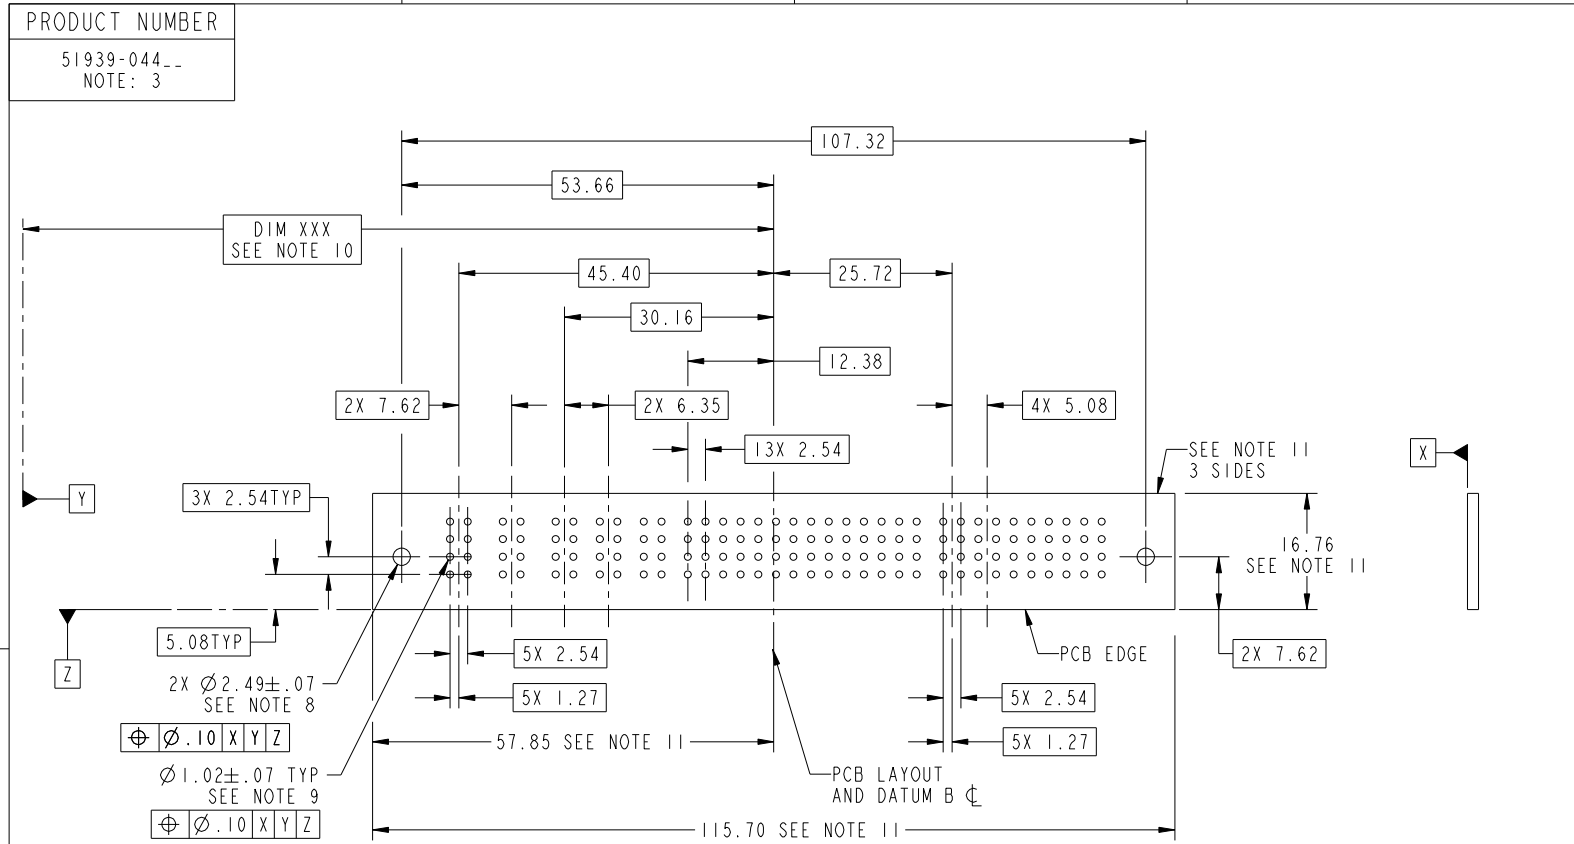 PRODUCT NUMBER
51939-044__
NOTE: 3
107.32
53.66
DIM XXX
SEE NOTE 10
45.40
25.72
30.16
12.38
2X 7.62
2X 6.35
4X 5.08
13X 2.54
SEE NOTE 11
3 SIDES
X
3X 2.54TYP
Y
16.76
SEE NOTE 11
5.08TYP
Z
5X 2.54
PCB EDGE
2X 7.62
2X Ø2.49±.07
SEE NOTE 8
5X 1.27
5X 2.54
⌖ Ø.10 X Y Z
57.85 SEE NOTE 11
5X 1.27
Ø1.02±.07 TYP
SEE NOTE 9
PCB LAYOUT
AND DATUM B ℄
⌖ Ø.10 X Y Z
115.70 SEE NOTE 11